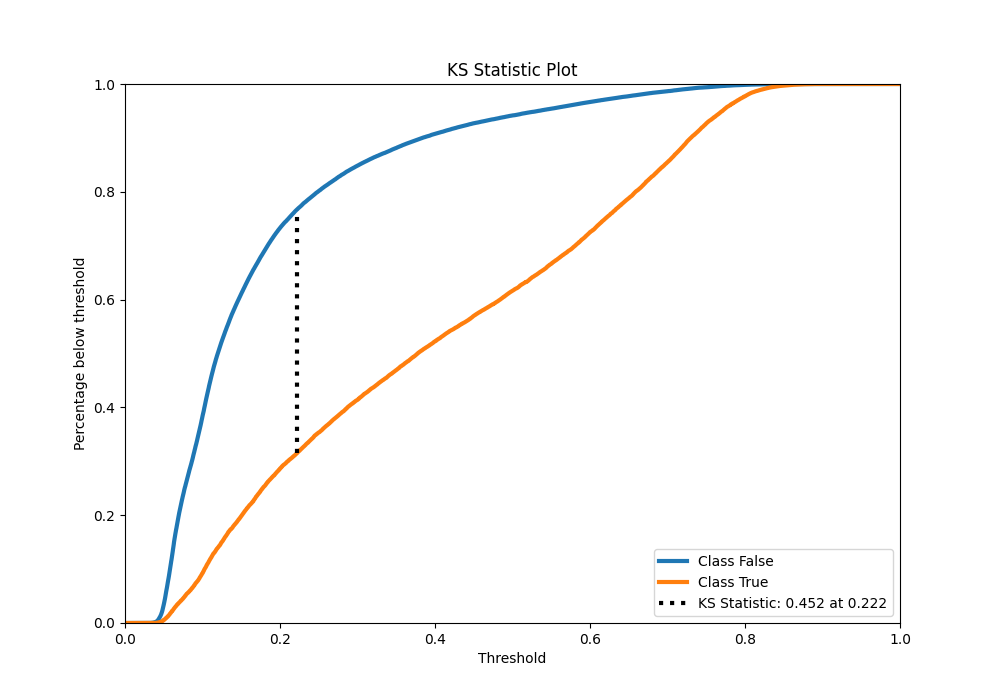 KS Statistic Plot
1.0
0.8
0.6
0.4
0.2
0.0
Percentage below threshold
0.0 0.2 0.4 0.6 0.8 1.0
Threshold
Class False
Class True
KS Statistic: 0.452 at 0.222